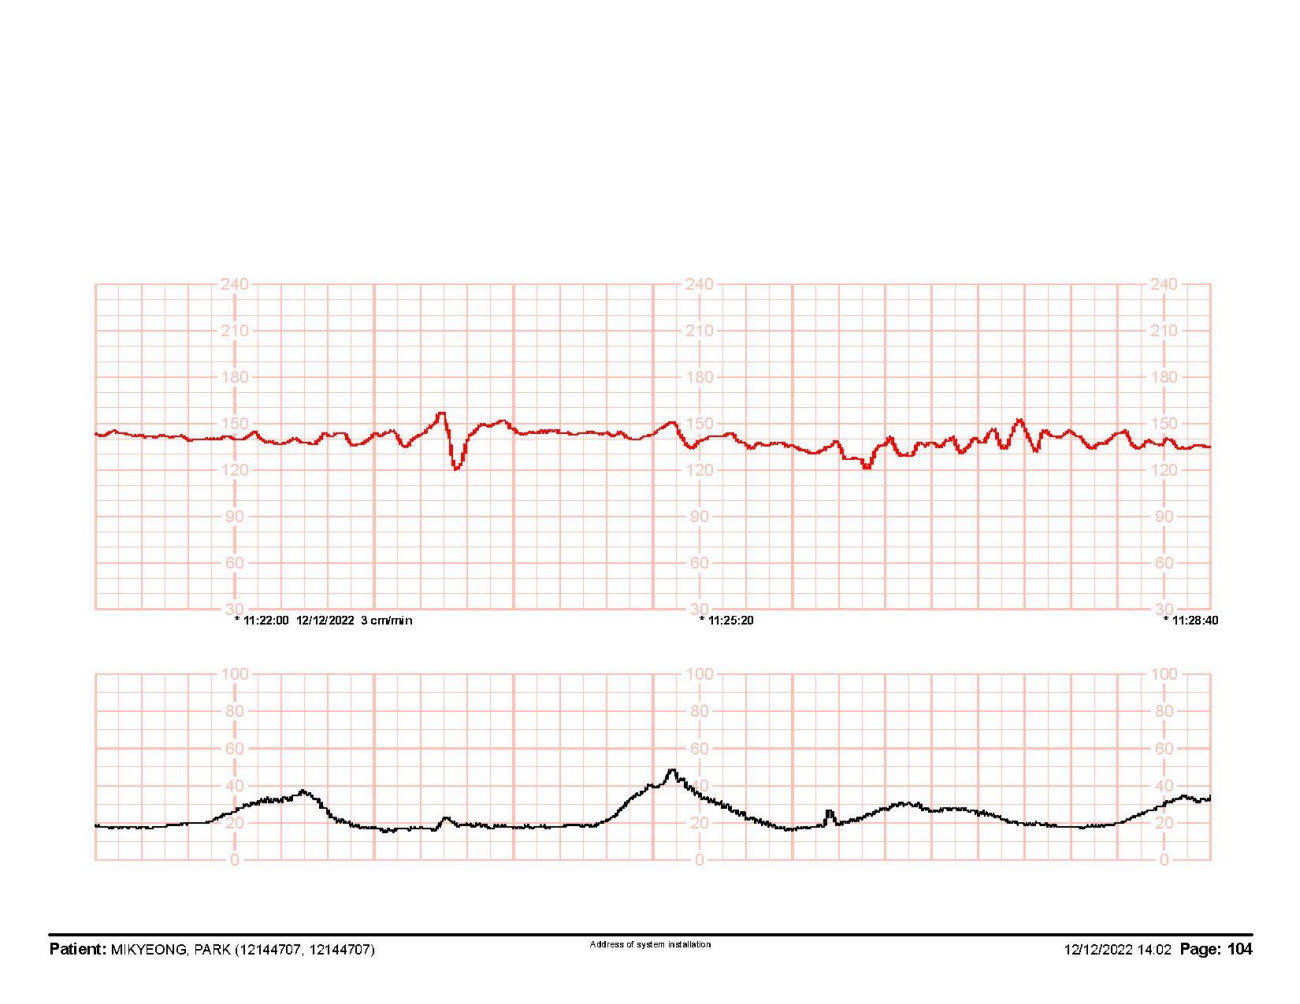 240 240 240
210 210 210
180 180 180
150 150 150
120 120 120
90 90 90
60 60 60
30 30 30
* 11:22:00 12/12/2022 3 cm/min * 11:25:20 * 11:28:40
100 100 100
80 80 80
60 60 60
40 40 40
20 20 20
0 0 0
Patient: MIKYEONG, PARK (12144707, 12144707) Address of system installation 12/12/2022 14:02 Page: 104